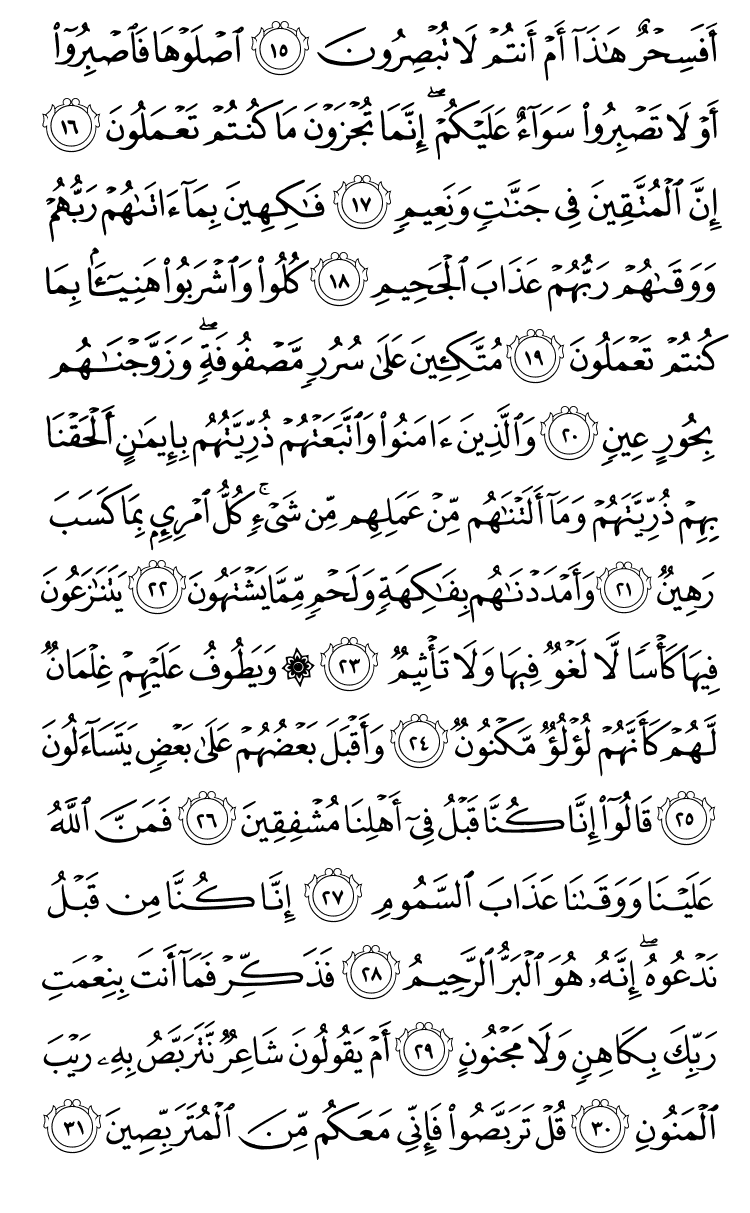 أَفَسِحۡرٌ هَٰذَآ أَمۡ أَنتُمۡ لَا تُبۡصِرُونَ ١٥ ٱصۡلَوۡهَا فَٱصۡبِرُوٓاْ
أَوۡ لَا تَصۡبِرُواْ سَوَآءٌ عَلَيۡكُمۡۖ إِنَّمَا تُجۡزَوۡنَ مَا كُنتُمۡ تَعۡمَلُونَ ١٦
إِنَّ ٱلۡمُتَّقِينَ فِي جَنَّٰتٖ وَنَعِيمٖ ١٧ فَٰكِهِينَ بِمَآ ءَاتَىٰهُمۡ رَبُّهُمۡ
وَوَقَىٰهُمۡ رَبُّهُمۡ عَذَابَ ٱلۡجَحِيمِ ١٨ كُلُواْ وَٱشۡرَبُواْ هَنِيٓـَٔۢا بِمَا
كُنتُمۡ تَعۡمَلُونَ ١٩ مُتَّكِـِٔينَ عَلَىٰ سُرُرٖ مَّصۡفُوفَةٖۖ وَزَوَّجۡنَٰهُم
بِحُورٍ عِينٖ ٢٠ وَٱلَّذِينَ ءَامَنُواْ وَٱتَّبَعَتۡهُمۡ ذُرِّيَّتُهُم بِإِيمَٰنٍ أَلۡحَقۡنَا
بِهِمۡ ذُرِّيَّتَهُمۡ وَمَآ أَلَتۡنَٰهُم مِّنۡ عَمَلِهِم مِّن شَيۡءٖۚ كُلُّ ٱمۡرِيِٕۭ بِمَا كَسَبَ
رَهِينٞ ٢١ وَأَمۡدَدۡنَٰهُم بِفَٰكِهَةٖ وَلَحۡمٖ مِّمَّا يَشۡتَهُونَ ٢٢ يَتَنَٰزَعُونَ
فِيهَا كَأۡسٗا لَّا لَغۡوٞ فِيهَا وَلَا تَأۡثِيمٞ ٢٣ ۞ وَيَطُوفُ عَلَيۡهِمۡ غِلۡمَانٞ
لَّهُمۡ كَأَنَّهُمۡ لُؤۡلُؤٞ مَّكۡنُونٞ ٢٤ وَأَقۡبَلَ بَعۡضُهُمۡ عَلَىٰ بَعۡضٖ يَتَسَآءَلُونَ
٢٥ قَالُوٓاْ إِنَّا كُنَّا قَبۡلُ فِيٓ أَهۡلِنَا مُشۡفِقِينَ ٢٦ فَمَنَّ ٱللَّهُ
عَلَيۡنَا وَوَقَىٰنَا عَذَابَ ٱلسَّمُومِ ٢٧ إِنَّا كُنَّا مِن قَبۡلُ
نَدۡعُوهُۖ إِنَّهُۥ هُوَ ٱلۡبَرُّ ٱلرَّحِيمُ ٢٨ فَذَكِّرۡ فَمَآ أَنتَ بِنِعۡمَتِ
رَبِّكَ بِكَاهِنٖ وَلَا مَجۡنُونٍ ٢٩ أَمۡ يَقُولُونَ شَاعِرٞ نَّتَرَبَّصُ بِهِۦ رَيۡبَ
ٱلۡمَنُونِ ٣٠ قُلۡ تَرَبَّصُواْ فَإِنِّي مَعَكُم مِّنَ ٱلۡمُتَرَبِّصِينَ ٣١